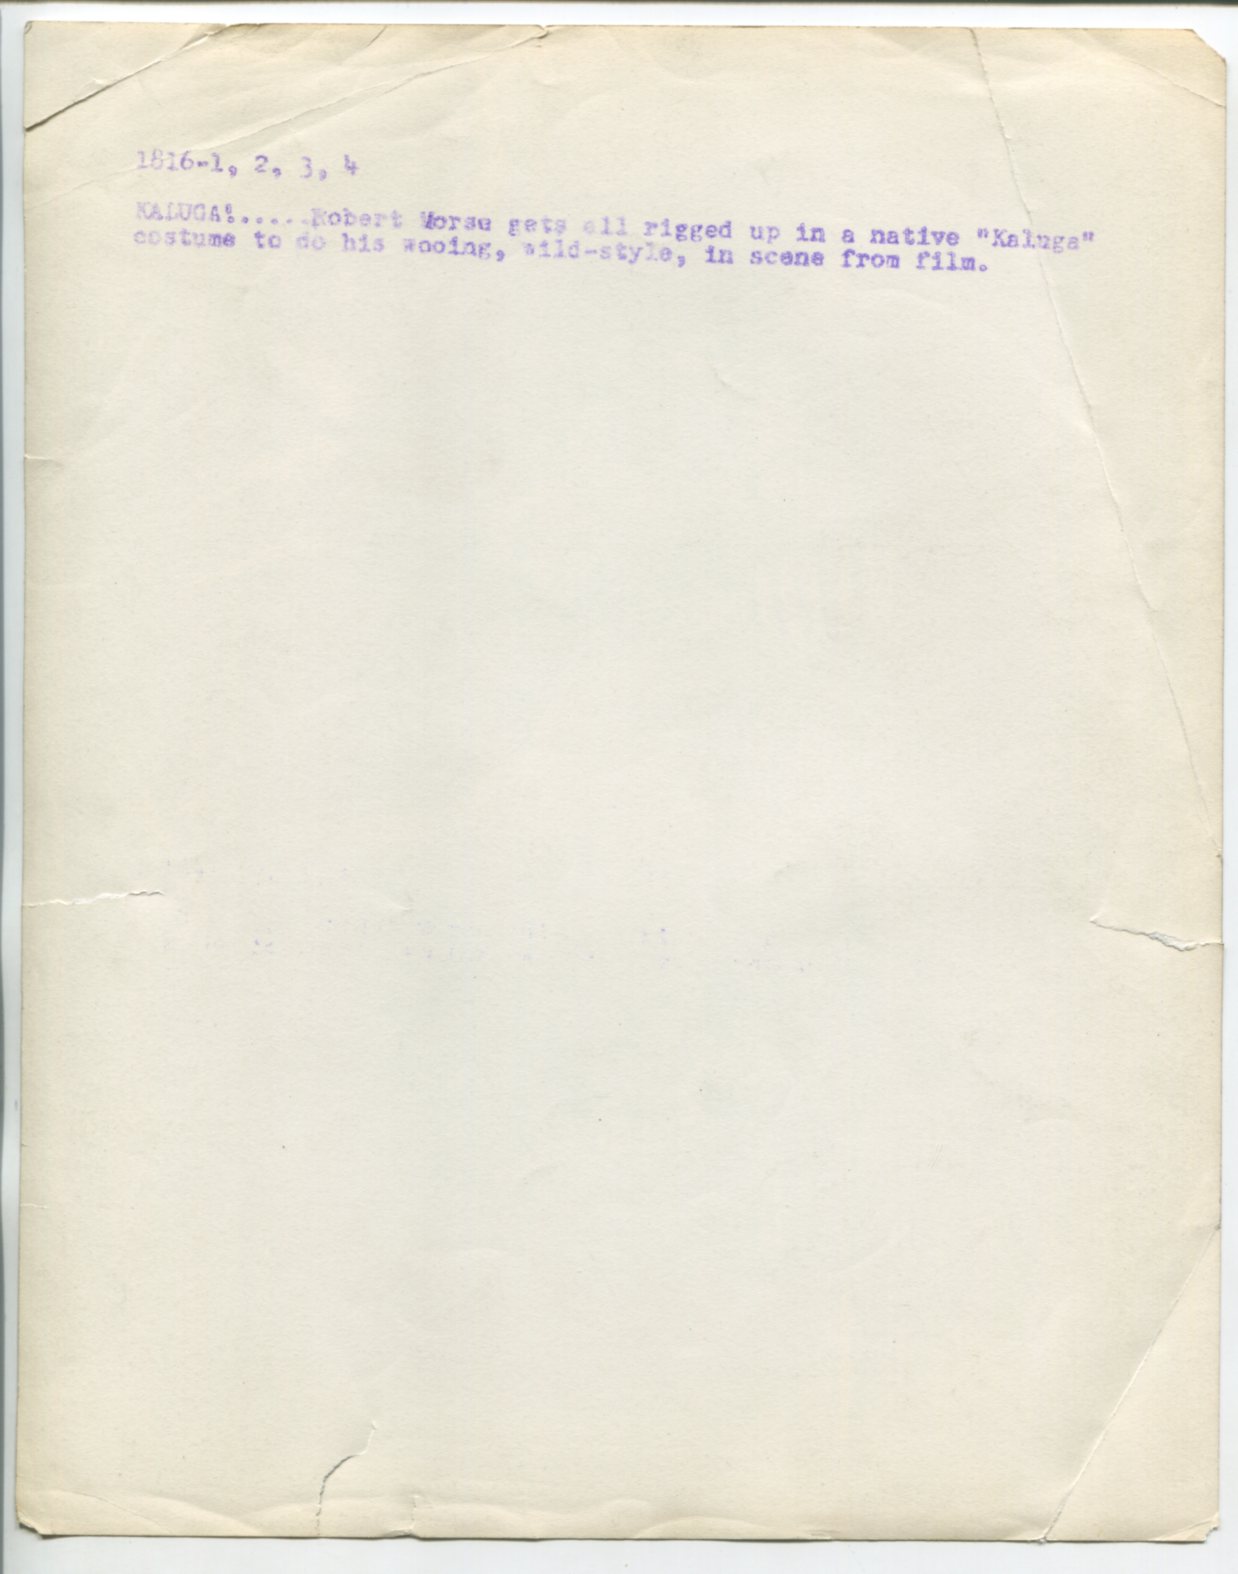 1816-1, 2, 3, 4
KALUGA!.....Robert Morse gets all rigged up in a native "Kaluga"
costume to do his wooing, wild-style, in scene from film.